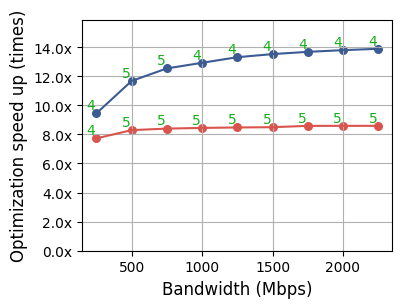 Optimization speed up (times)
14.0x
12.0x
10.0x
8.0x
6.0x
4.0x
2.0x
0.0x
4 5 5 4 4 4 4 4 4
4 5 5 5 5 5 5 5 5
500 1000 1500 2000
Bandwidth (Mbps)